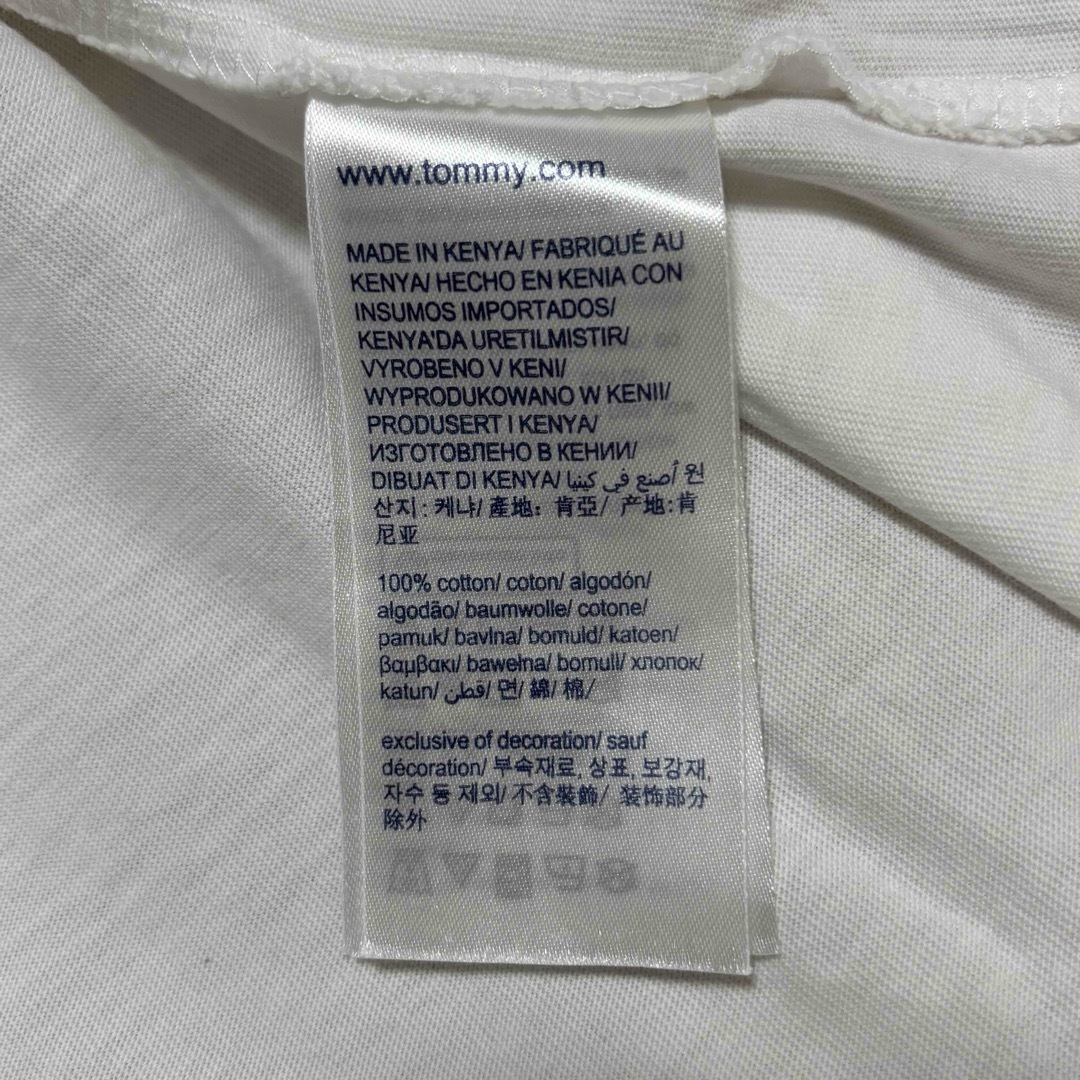 www.tommy.com
MADE IN KENYA/ FABRIQUÉ AU
KENYA/ HECHO EN KENIA CON
INSUMOS IMPORTADOS/
KENYA'DA URETILMISTIR/
VYROBENO V KENI/
WYPRODUKOWANO W KENII/
PRODUSERT I KENYA/
ИЗГОТОВЛЕНО В КЕНИИ/
DIBUAT DI KENYA/ أصنع في كينيا/ 원
산지 : 케냐/ 產地: 肯亞/ 产地: 肯
尼亚
100% cotton/ coton/ algodón/
algodão/ baumwolle/ cotone/
pamuk/ bavlna/ bomuld/ katoen/
βαμβακι/ bawełna/ bomull/ хлопок/
katun/ قطن/ 면/ 綿/ 棉/
exclusive of decoration/ sauf
décoration/ 부속재료, 상표, 보강재,
자수 등 제외/ 不含裝飾/ 装饰部分
除外